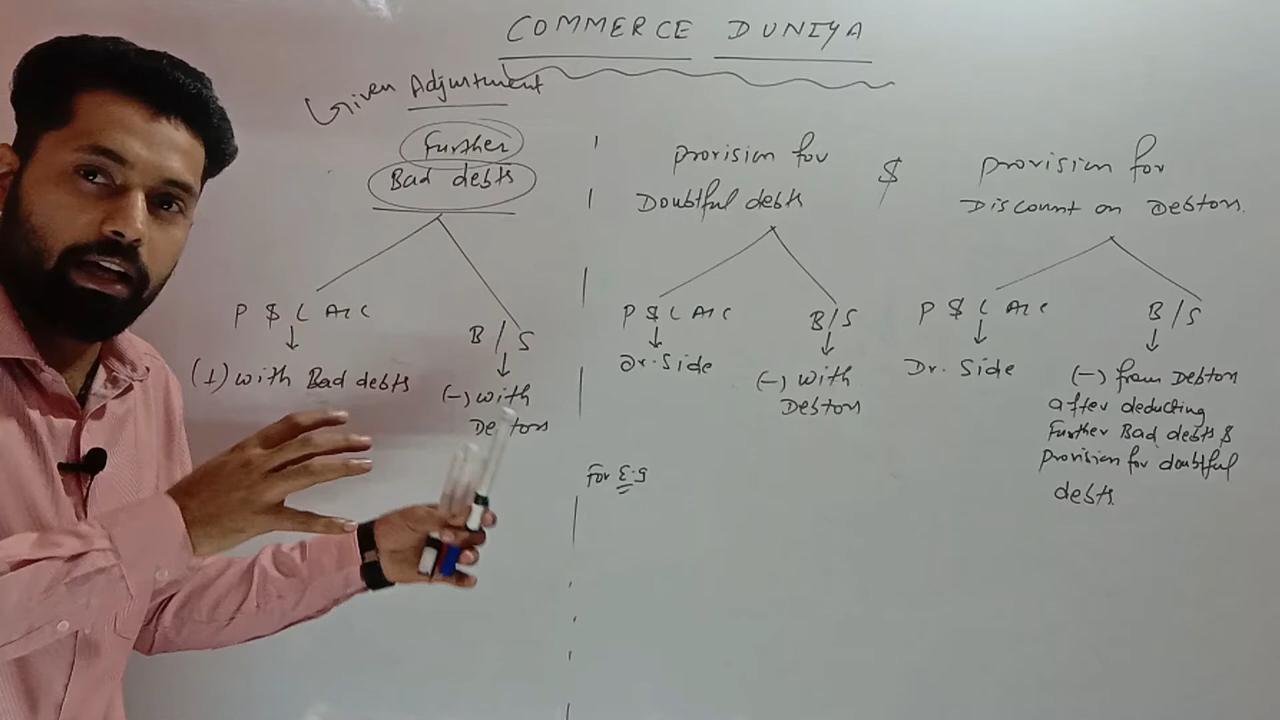 COMMERCE DUNIYA
Given Adjustment
Further
Bad debts
P $ L A/c
(+) with Bad debts
B/S
(-) with
Debtors
provision for
Doubtful debts
P $ L A/c
Dr. Side
B/S
(-) with
Debtors
$
provision for
Discount on Debtors.
P $ L A/c
Dr. Side
B/S
(-) from Debtors
after deducting
Further Bad debts $
provision for doubtful
debts.
For E.g